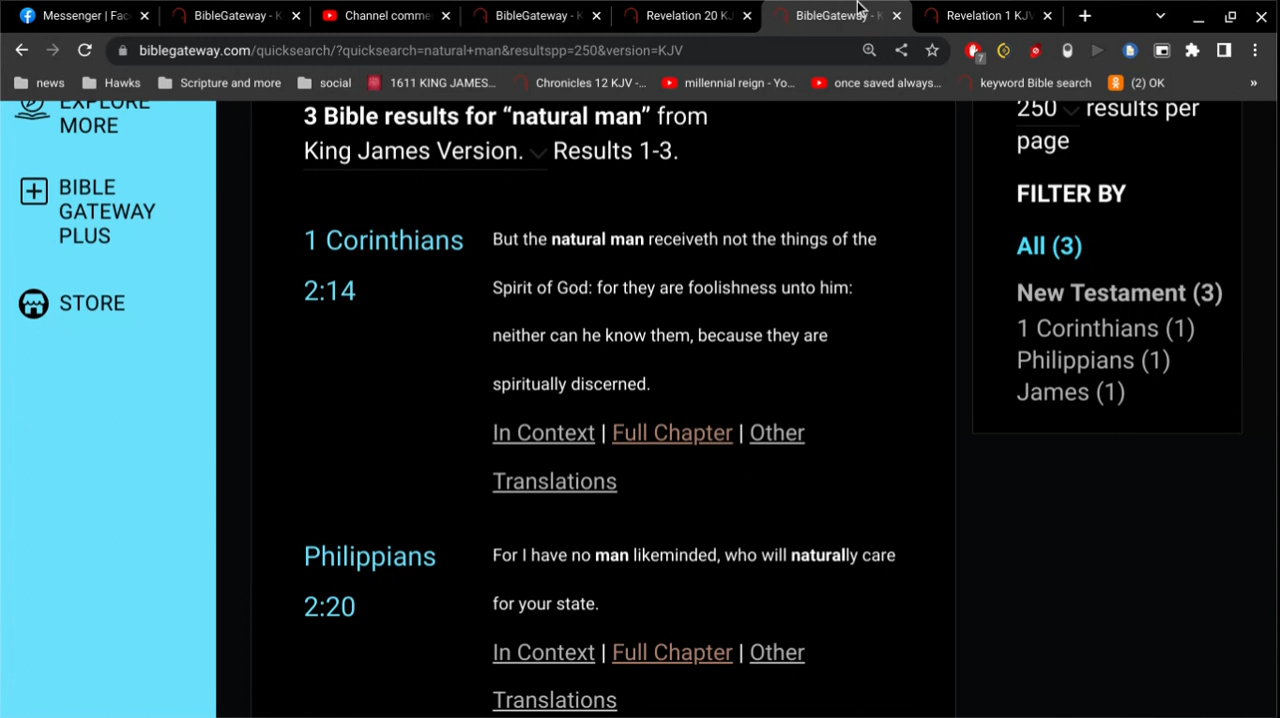 Messenger | Fac
BibleGateway - K
Channel comme
BibleGateway - K
Revelation 20 KJ
BibleGateway - K
Revelation 1 KJV
biblegateway.com/quicksearch/?quicksearch=natural+man&resultspp=250&version=KJV
7
news
Hawks
Scripture and more
social
1611 KING JAMES...
Chronicles 12 KJV -...
millennial reign - Yo...
once saved always...
keyword Bible search
(2) OK
»
EXPLORE
MORE
BIBLE
GATEWAY
PLUS
STORE
3 Bible results for “natural man” from
King James Version. Results 1-3.
1 Corinthians
2:14
But the natural man receiveth not the things of the
Spirit of God: for they are foolishness unto him:
neither can he know them, because they are
spiritually discerned.
In Context | Full Chapter | Other
Translations
Philippians
2:20
For I have no man likeminded, who will naturally care
for your state.
In Context | Full Chapter | Other
Translations
250 results per
page
FILTER BY
All (3)
New Testament (3)
1 Corinthians (1)
Philippians (1)
James (1)